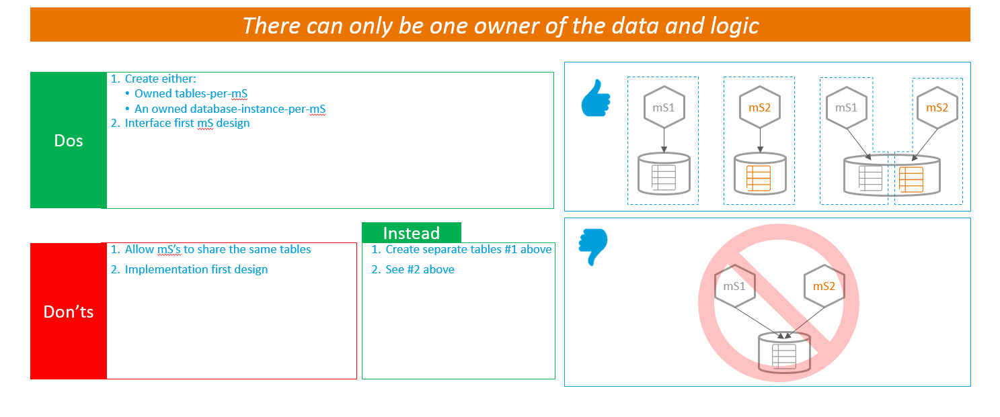 There can only be one owner of the data and logic
Dos
1. Create either:
• Owned tables-per-mS
• An owned database-instance-per-mS
2. Interface first mS design
mS1
mS2
mS1
mS2
Don'ts
1. Allow mS's to share the same tables
2. Implementation first design
Instead
1. Create separate tables #1 above
2. See #2 above
mS1
mS2